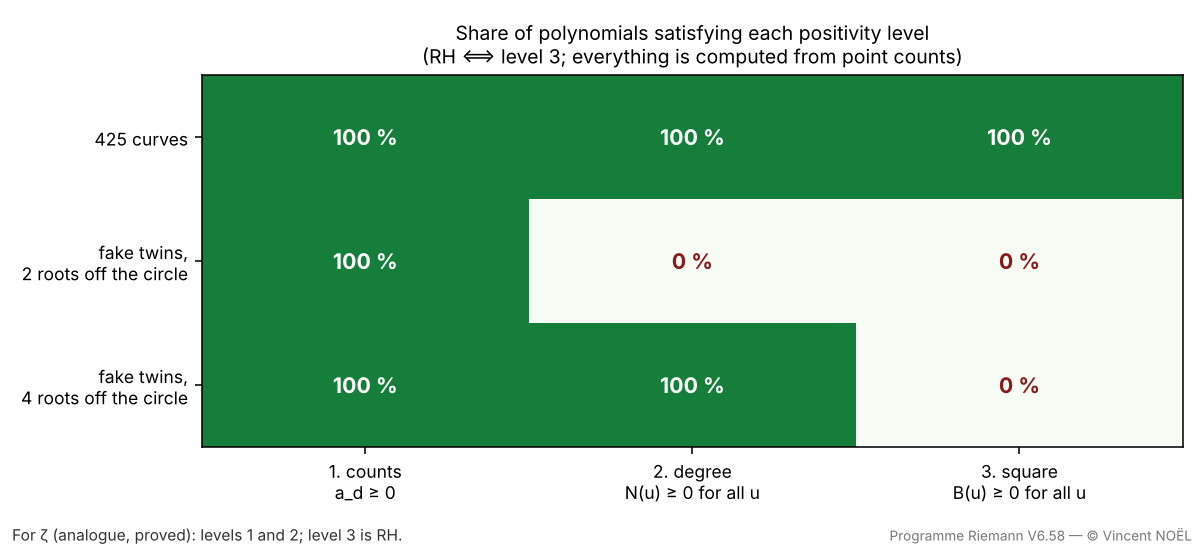 Share of polynomials satisfying each positivity level
(RH ⟺ level 3; everything is computed from point counts)
425 curves
100 %
100 %
100 %
fake twins,
2 roots off the circle
100 %
0 %
0 %
fake twins,
4 roots off the circle
100 %
100 %
0 %
1. counts
a_d ≥ 0
2. degree
N(u) ≥ 0 for all u
3. square
B(u) ≥ 0 for all u
For ζ (analogue, proved): levels 1 and 2; level 3 is RH.
Programme Riemann V6.58 — © Vincent NOËL